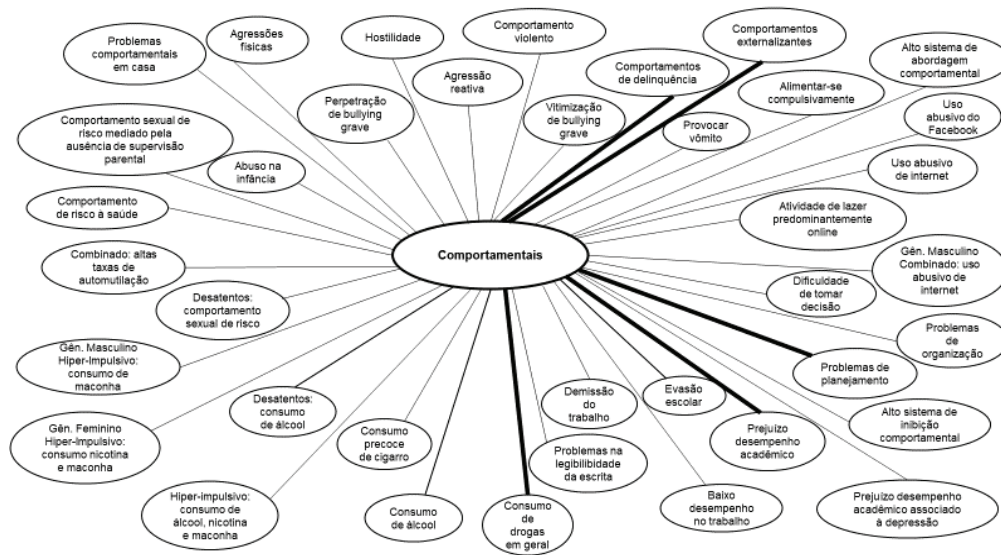 Problemas
comportamentais
em casa
Agressões
físicas
Hostilidade
Comportamento
violento
Comportamentos
externalizantes
Alto sistema de
abordagem
comportamental
Comportamentos
de delinquência
Agressão
reativa
Alimentar-se
compulsivamente
Perpetração
de bullying
grave
Vitimização
de bullying
grave
Provocar
vômito
Uso
abusivo do
Facebook
Comportamento sexual de
risco mediado pela
ausência de supervisão
parental
Abuso na
infância
Uso abusivo
de internet
Comportamento
de risco à saúde
Atividade de lazer
predominantemente
online
Comportamentais
Combinado: altas
taxas de
automutilação
Gên. Masculino
Combinado: uso
abusivo de
internet
Dificuldade
de tomar
decisão
Desatentos:
comportamento
sexual de risco
Problemas
de
organização
Gên. Masculino
Hiper-Impulsivo:
consumo de
maconha
Problemas de
planejamento
Desatentos:
consumo
de álcool
Demissão
do
trabalho
Evasão
escolar
Alto sistema de
inibição
comportamental
Gên. Feminino
Hiper-Impulsivo:
consumo nicotina
e maconha
Consumo
precoce
de cigarro
Problemas na
legibilibidade
da escrita
Prejuízo
desempenho
acadêmico
Hiper-impulsivo:
consumo de
álcool, nicotina
e maconha
Consumo
de álcool
Consumo
de
drogas
em geral
Baixo
desempenho
no trabalho
Prejuízo desempenho
acadêmico associado
à depressão